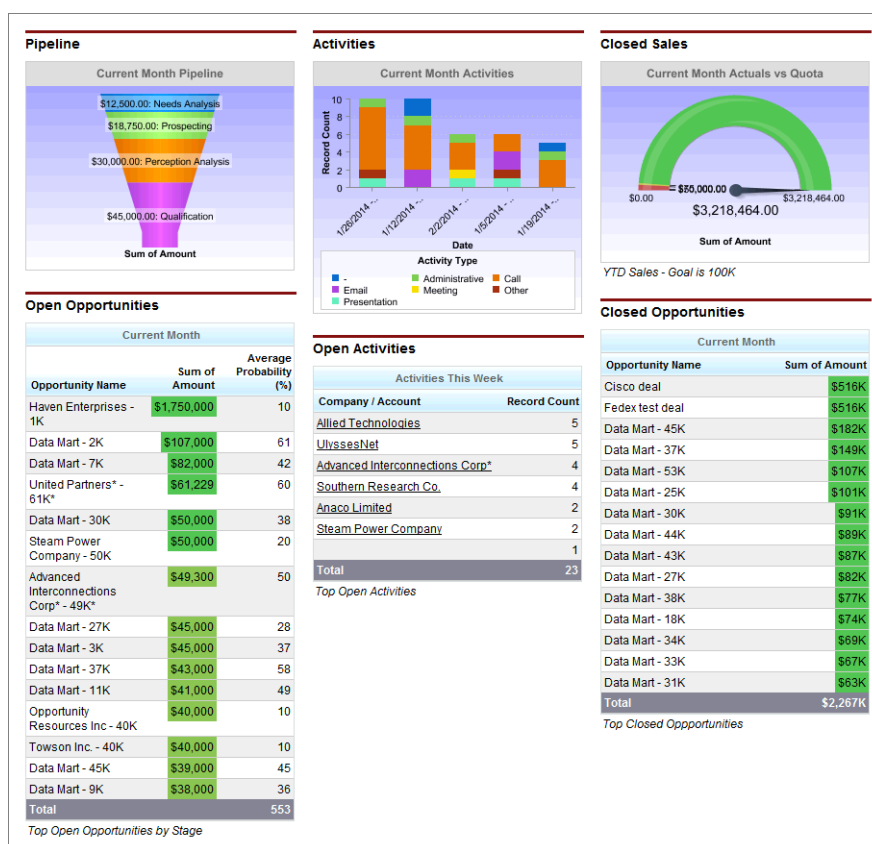 Pipeline
Current Month Pipeline
$12,500.00: Needs Analysis
$18,750.00: Prospecting
$30,000.00: Perception Analysis
$45,000.00: Qualification
Sum of Amount
Open Opportunities
Current Month
Opportunity Name Sum of Amount Average Probability (%)
Haven Enterprises - $1,750,000 10
1K
Data Mart - 2K $107,000 61
Data Mart - 7K $82,000 42
United Partners* - $61,229 60
61K*
Data Mart - 30K $50,000 38
Steam Power $50,000 20
Company - 50K
Advanced $49,300 50
Interconnections
Corp* - 49K*
Data Mart - 27K $45,000 28
Data Mart - 3K $45,000 37
Data Mart - 37K $43,000 58
Data Mart - 11K $41,000 49
Opportunity $40,000 10
Resources Inc - 40K
Towson Inc. - 40K $40,000 10
Data Mart - 45K $39,000 45
Data Mart - 9K $38,000 36
Total 553
Top Open Opportunities by Stage
Activities
Current Month Activities
Record Count
10
8
6
4
2
0
1/26/2014 -...
1/12/2014 -...
2/2/2014 -...
1/5/2014 -...
1/19/2014 -...
Date
Activity Type
- Administrative Call
Email Meeting Other
Presentation
Open Activities
Activities This Week
Company / Account Record Count
Allied Technologies 5
UlyssesNet 5
Advanced Interconnections Corp* 4
Southern Research Co. 4
Anaco Limited 2
Steam Power Company 2
1
Total 23
Top Open Activities
Closed Sales
Current Month Actuals vs Quota
$0.00 $3,218,464.00
$3,218,464.00
Sum of Amount
YTD Sales - Goal is 100K
Closed Opportunities
Current Month
Opportunity Name Sum of Amount
Cisco deal $516K
Fedex test deal $516K
Data Mart - 45K $182K
Data Mart - 37K $149K
Data Mart - 53K $107K
Data Mart - 25K $101K
Data Mart - 30K $91K
Data Mart - 44K $89K
Data Mart - 43K $87K
Data Mart - 27K $82K
Data Mart - 38K $77K
Data Mart - 18K $74K
Data Mart - 34K $69K
Data Mart - 33K $67K
Data Mart - 31K $63K
Total $2,267K
Top Closed Oppportunities